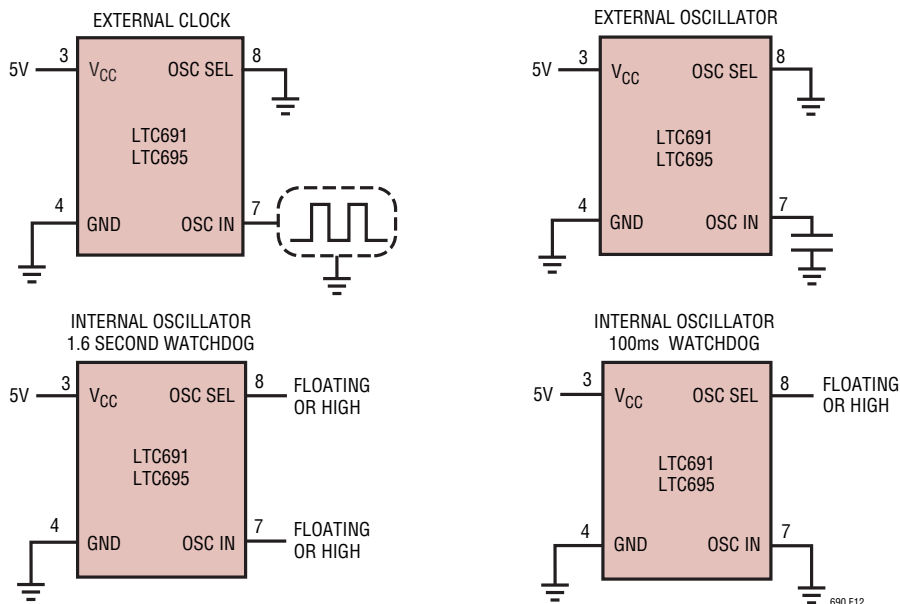 EXTERNAL CLOCK
5V
3
VCC
OSC SEL
8
LTC691
LTC695
4
GND
OSC IN
7
EXTERNAL OSCILLATOR
5V
3
VCC
OSC SEL
8
LTC691
LTC695
4
GND
OSC IN
7
INTERNAL OSCILLATOR
1.6 SECOND WATCHDOG
5V
3
VCC
OSC SEL
8
FLOATING
OR HIGH
LTC691
LTC695
4
GND
OSC IN
7
FLOATING
OR HIGH
INTERNAL OSCILLATOR
100ms WATCHDOG
5V
3
VCC
OSC SEL
8
FLOATING
OR HIGH
LTC691
LTC695
4
GND
OSC IN
7
690 F12